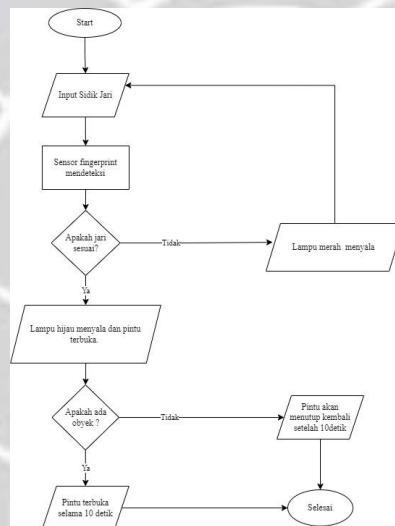 Start
Input Sidik Jari
Sensor fingerprint
mendeteksi
Apakah jari
sesuai?
Tidak
Lampu merah menyala
Ya
Lampu hijau menyala dan pintu
terbuka.
Apakah ada
obyek ?
Tidak
Pintu akan
menutup kembali
setelah 10detik
Ya
Pintu terbuka
selama 10 detik
Selesai